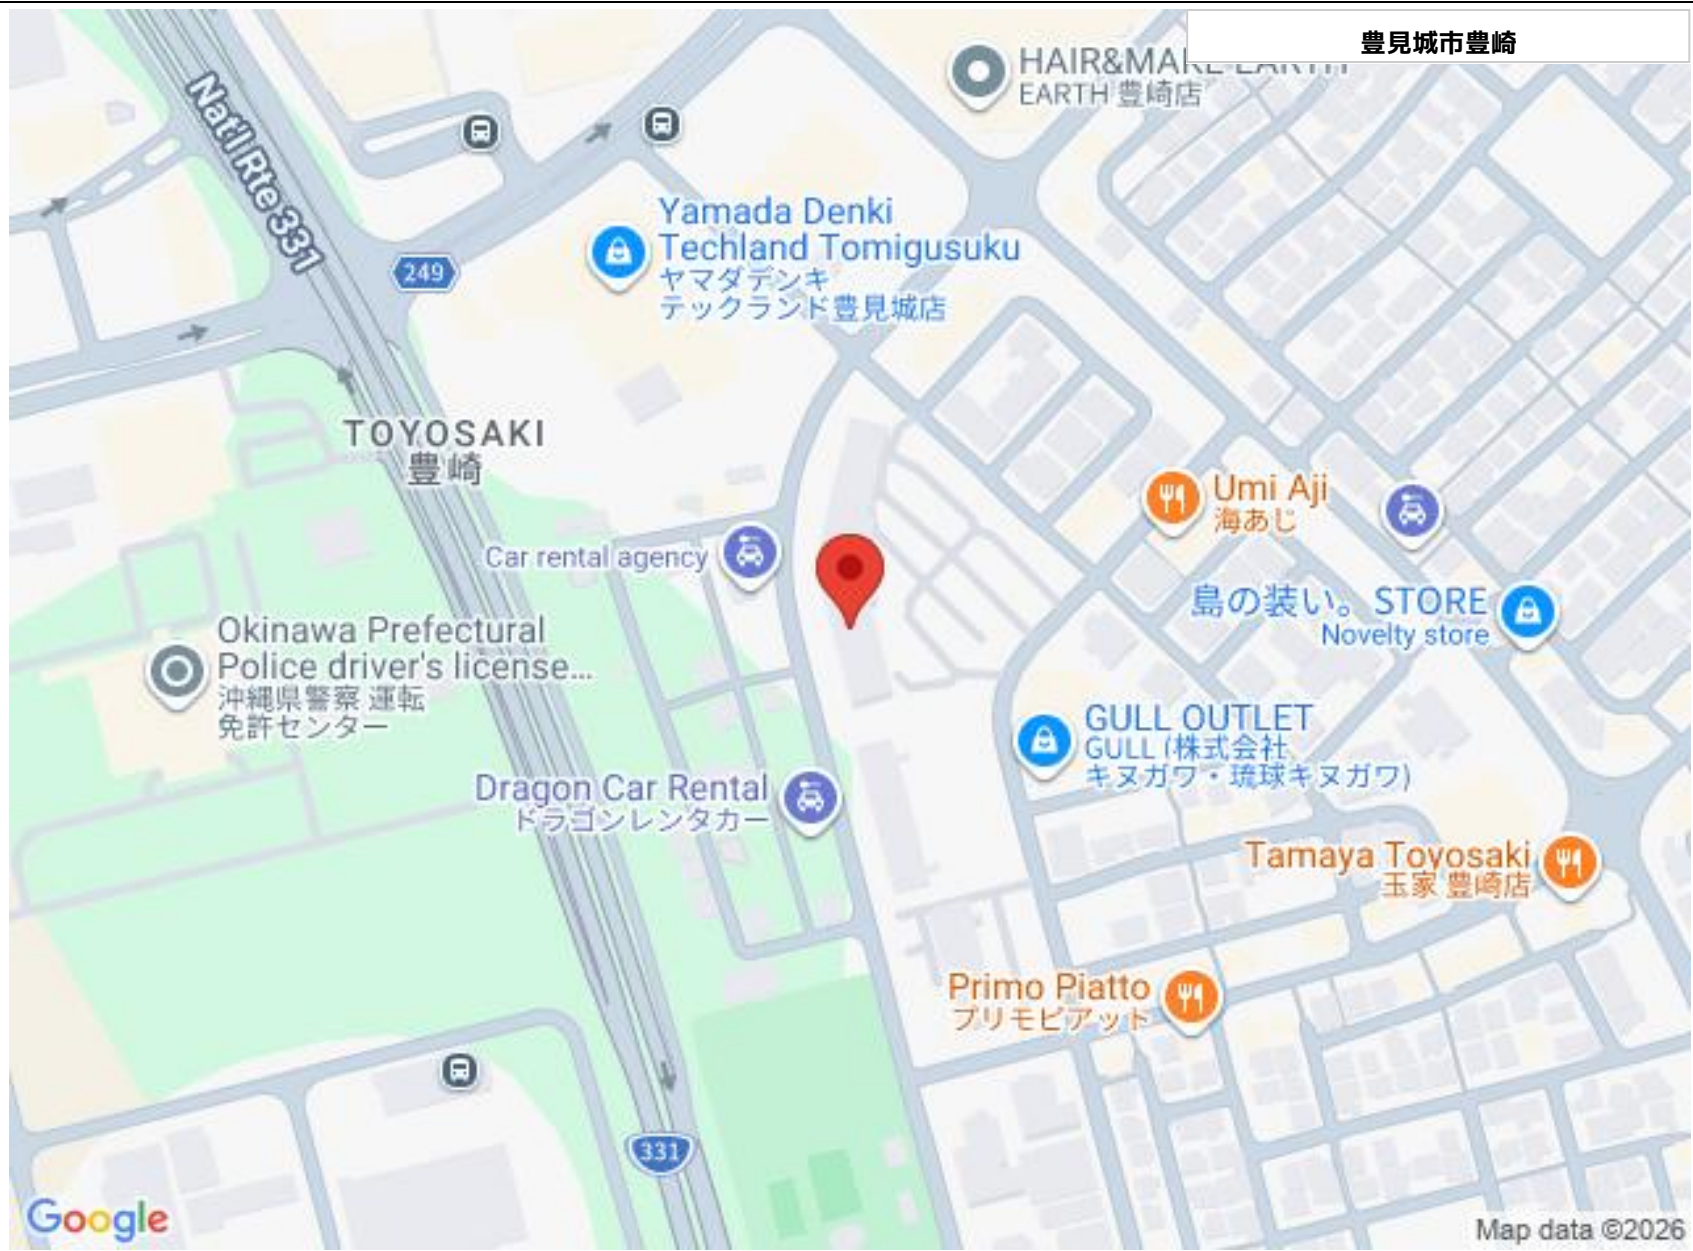 豊見城市豊崎
HAIR&MAKE EARTH
EARTH 豊崎店
Nat'l Rte 331
Yamada Denki
Techland Tomigusuku
ヤマダデンキ
テックランド豊見城店
249
TOYOSAKI
豊崎
Umi Aji
海あじ
Car rental agency
島の装い。 STORE
Novelty store
Okinawa Prefectural
Police driver's license...
沖縄県警察 運転
免許センター
GULL OUTLET
GULL (株式会社
キヌガワ・琉球キヌガワ)
Dragon Car Rental
ドラゴンレンタカー
Tamaya Toyosaki
玉家 豊崎店
Primo Piatto
プリモピアット
331
Google
Map data ©2026